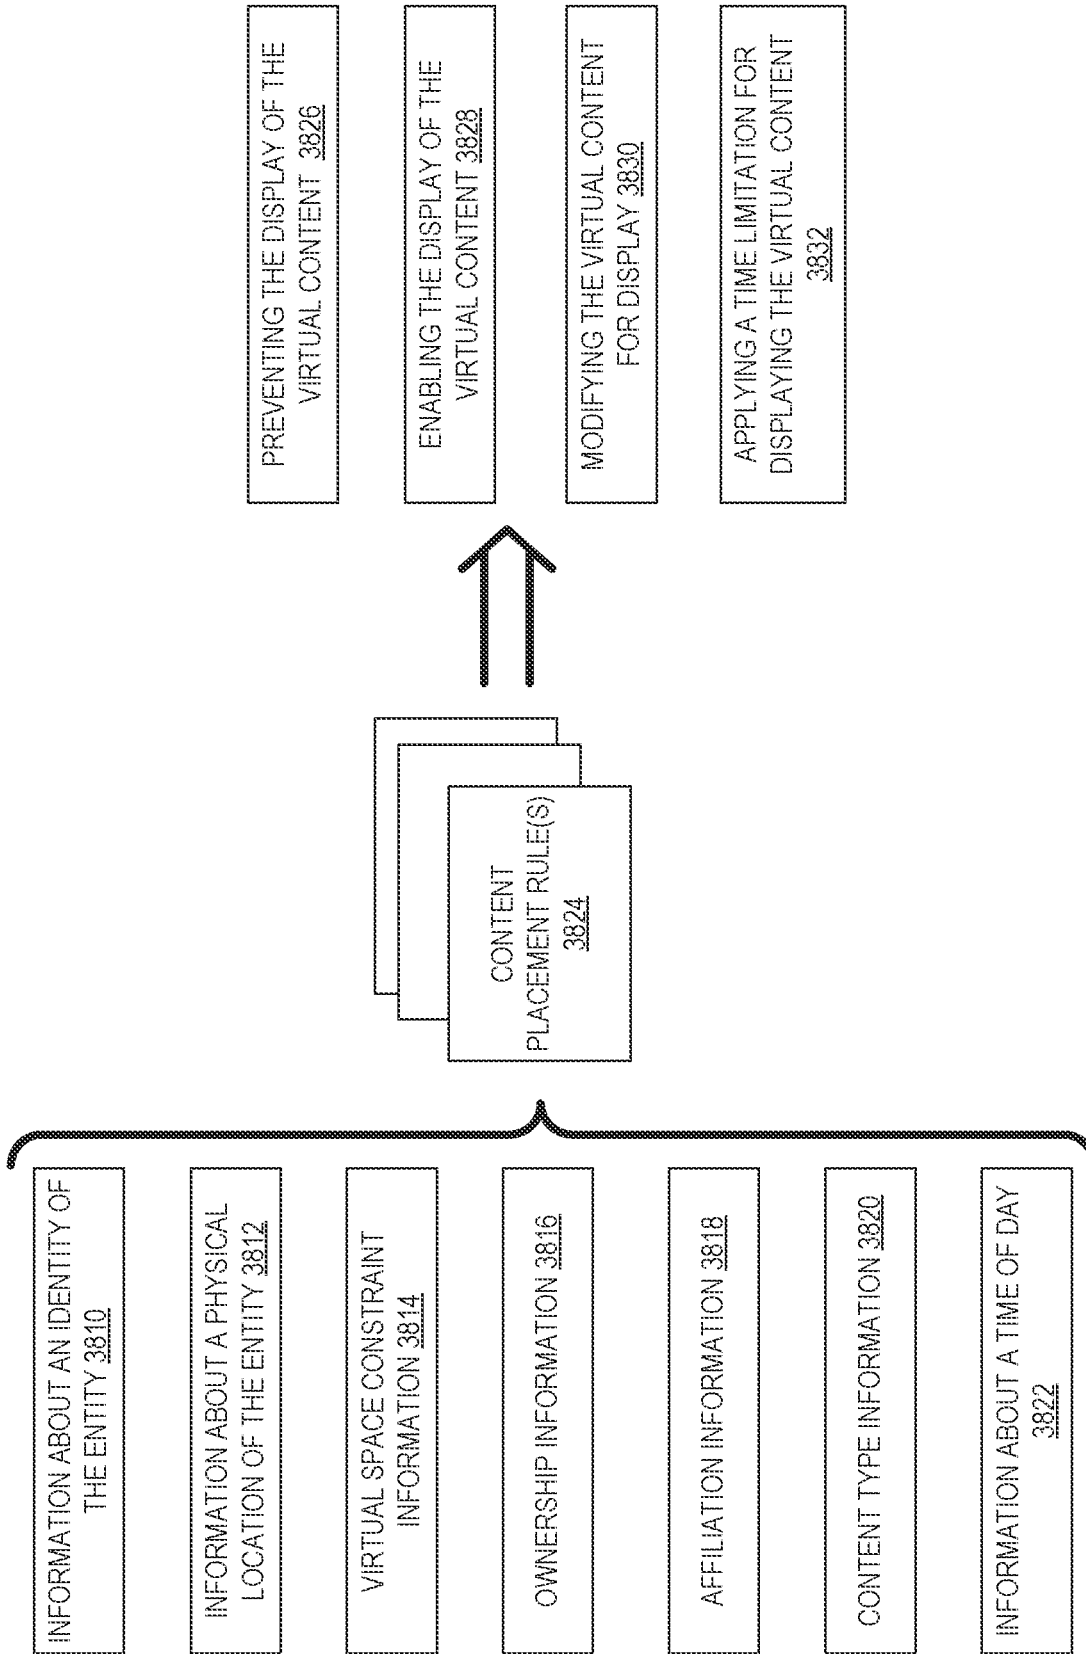 INFORMATION ABOUT AN IDENTITY OF
THE ENTITY 3810
INFORMATION ABOUT A PHYSICAL
LOCATION OF THE ENTITY 3812
VIRTUAL SPACE CONSTRAINT
INFORMATION 3814
OWNERSHIP INFORMATION 3816
AFFILIATION INFORMATION 3818
CONTENT TYPE INFORMATION 3820
INFORMATION ABOUT A TIME OF DAY
3822
CONTENT
PLACEMENT RULE(S)
3824
PREVENTING THE DISPLAY OF THE
VIRTUAL CONTENT 3826
ENABLING THE DISPLAY OF THE
VIRTUAL CONTENT 3828
MODIFYING THE VIRTUAL CONTENT
FOR DISPLAY 3830
APPLYING A TIME LIMITATION FOR
DISPLAYING THE VIRTUAL CONTENT
3832